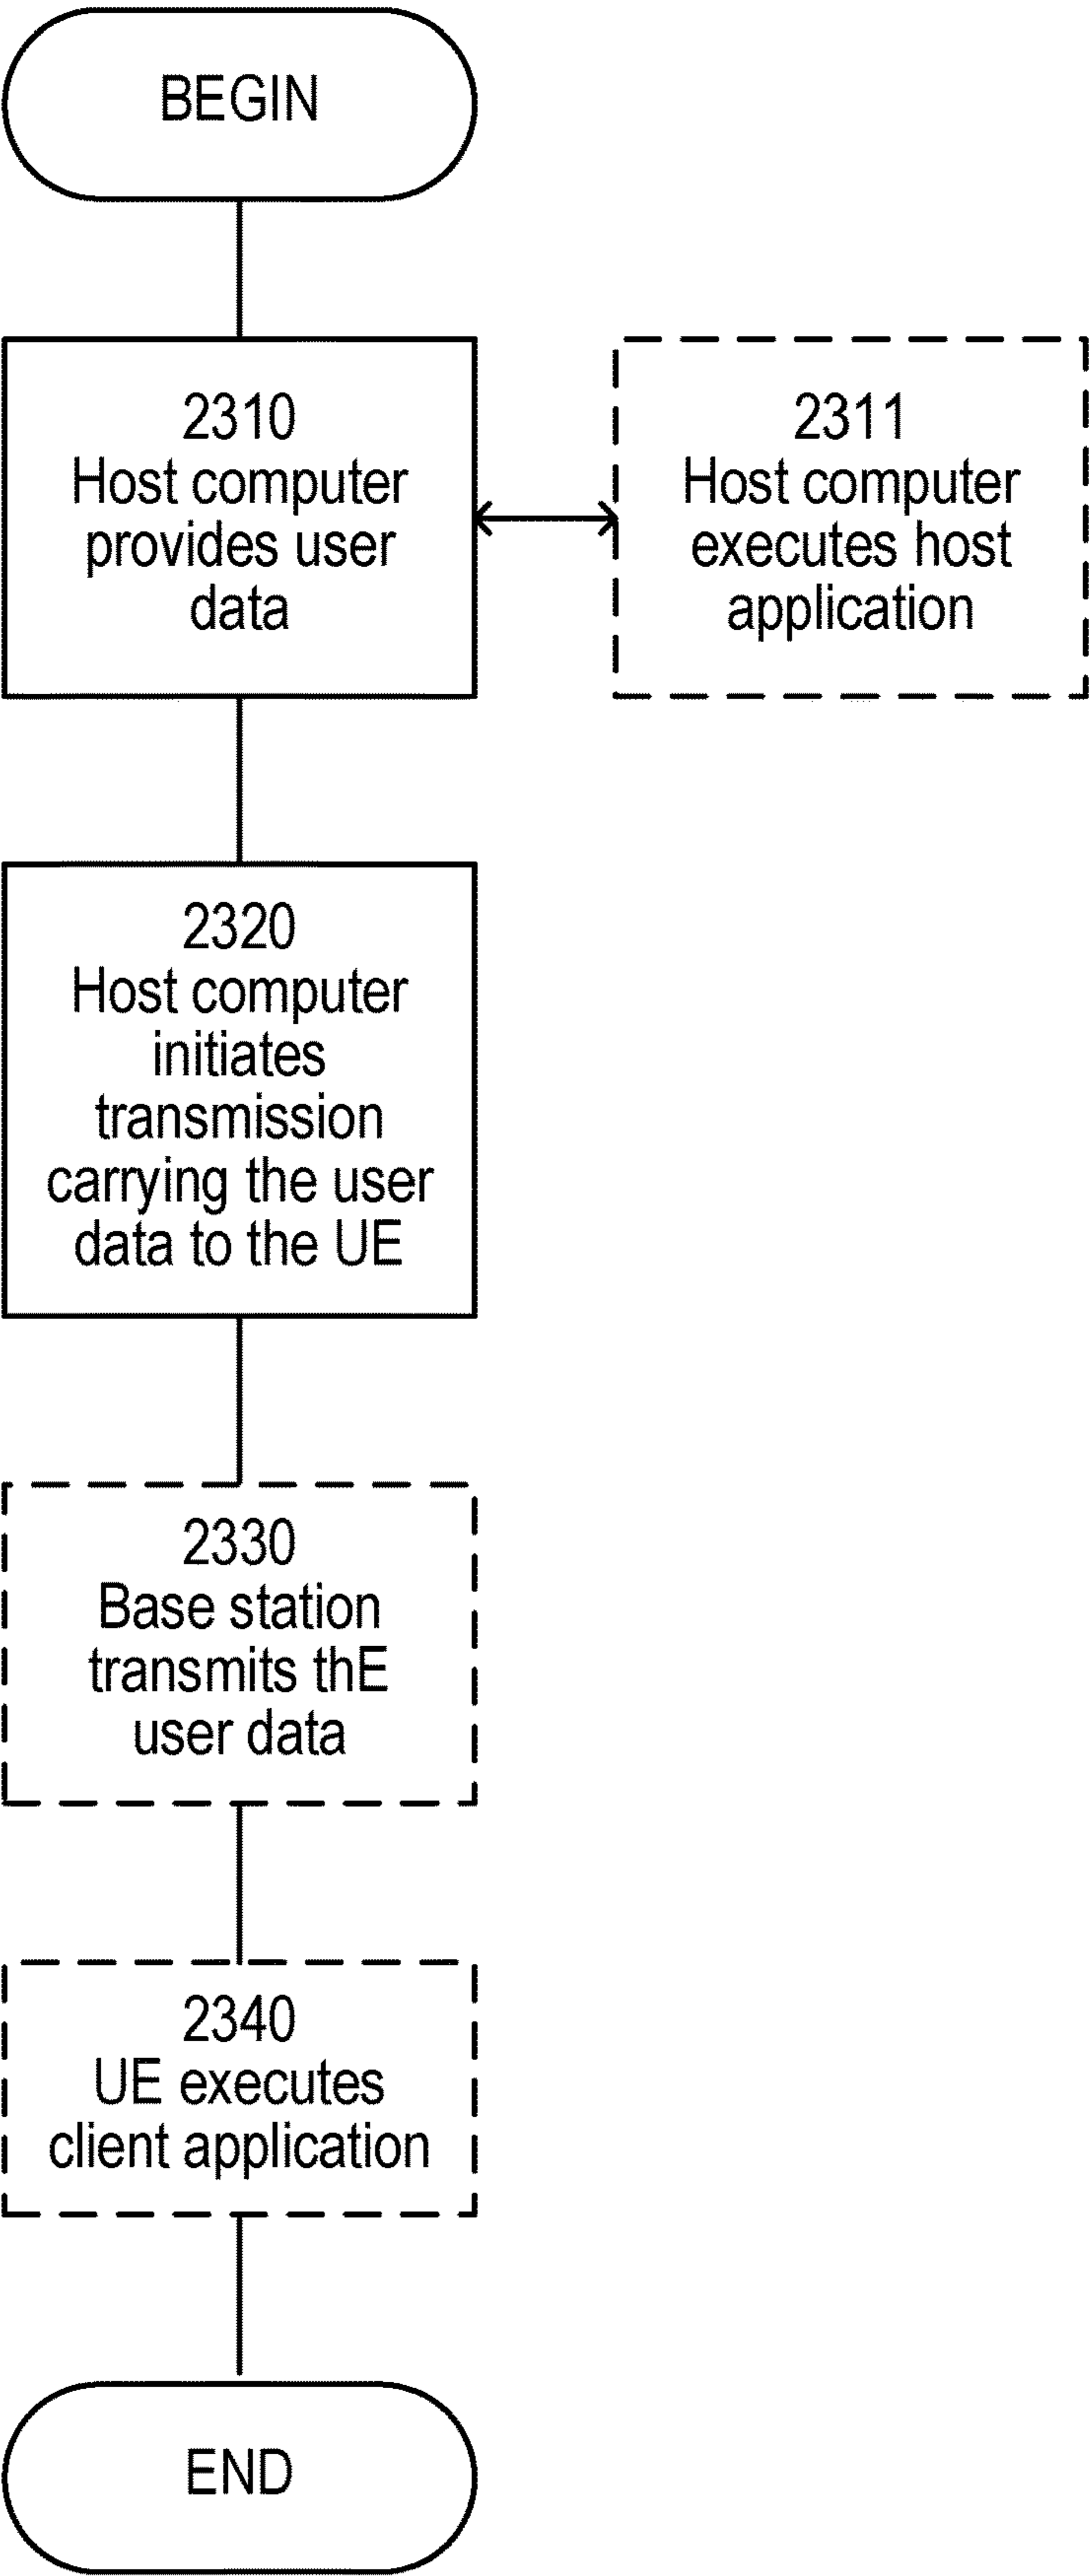 BEGIN
2310
Host computer
provides user
data
2311
Host computer
executes host
application
2320
Host computer
initiates
transmission
carrying the user
data to the UE
2330
Base station
transmits thE
user data
2340
UE executes
client application
END